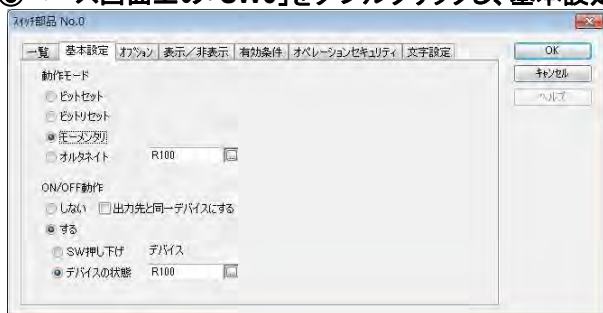 ベース画面上の「SW0」をダブルクリックし、基本設定
スイッチ部品 No.0
一覧 基本設定 オプション 表示／非表示 有効条件 オペレーションセキュリティ 文字設定
OK
動作モード
キャンセル
ビットセット
ヘルプ
ビットリセット
モーメンタリ
オルタネイト R100
ON/OFF動作
しない 出力先と同一デバイスにする
する
SW押し下げ デバイス
デバイスの状態 R100